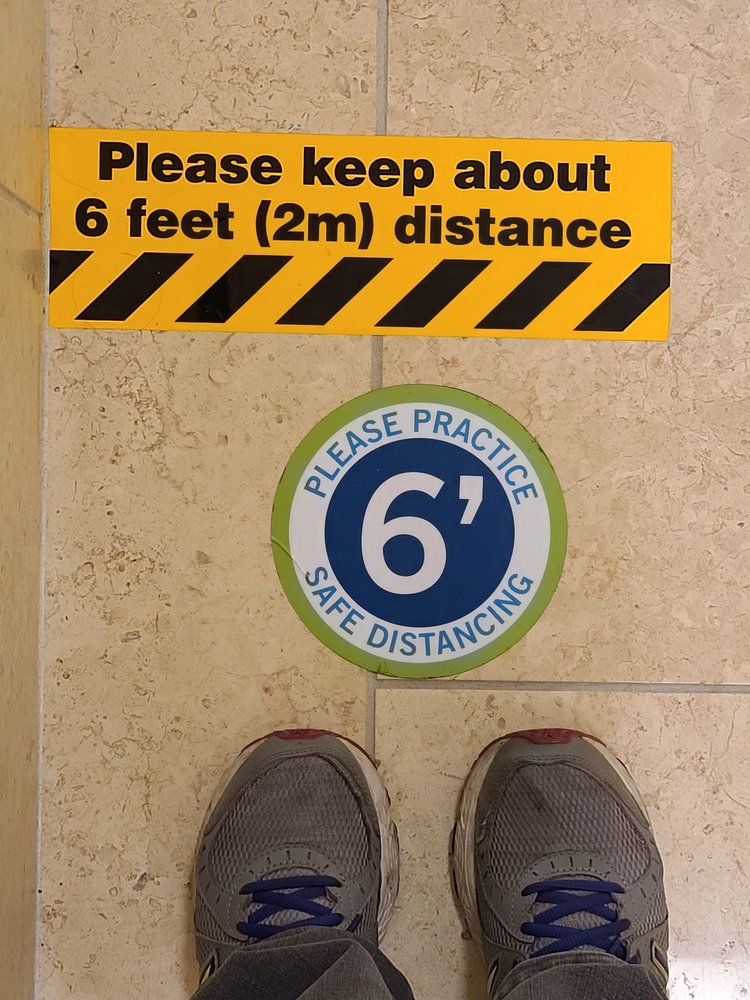 Please keep about
6 feet (2m) distance
PLEASE PRACTICE
6’
SAFE DISTANCING